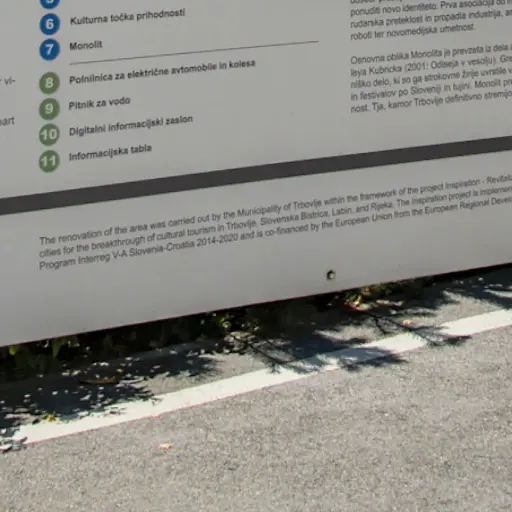 6 Kulturna točka prihodnosti
7 Monolit
8 Polnilnica za električne avtomobile in kolesa
9 Pitnik za vodo
10 Digitalni informacijski zaslon
11 Informacijska tabla
ponuditi novo identiteto. Prva asociacija ob
rudarska preteklost in propadla industrija, a
roboti ter novomedijska umetnost.
Osnovna oblika Monolita je prevzeta iz dela
leya Kubricka (2001: Odiseja v vesolju). Gre
niško delo, ki so ga strokovne žirije uvrstile v
in festivalov po Sloveniji in tujini. Monolit pr
nost. Tja, kamor Trbovlje definitivno stremijo
The renovation of the area was carried out by the Municipality of Trbovlje within the framework of the project Inspiration - Revitali
cities for the breakthrough of cultural tourism in Trbovlje, Slovenska Bistrica, Labin, and Rijeka. The Inspiration project is implemen
Program Interreg V-A Slovenia-Croatia 2014-2020 and is co-financed by the European Union from the European Regional Devel